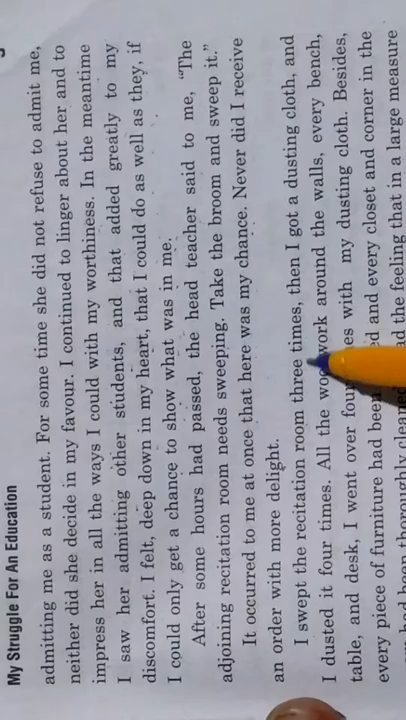 My Struggle For An Education
admitting me as a student. For some time she did not refuse to admit me,
neither did she decide in my favour. I continued to linger about her and to
impress her in all the ways I could with my worthiness. In the meantime
I saw her admitting other students, and that added greatly to my
discomfort. I felt, deep down in my heart, that I could do as well as they, if
I could only get a chance to show what was in me.
After some hours had passed, the head teacher said to me, “The
adjoining recitation room needs sweeping. Take the broom and sweep it.”
It occurred to me at once that here was my chance. Never did I receive
an order with more delight.
I swept the recitation room three times, then I got a dusting cloth, and
I dusted it four times. All the work around the walls, every bench,
table, and desk, I went over four with my dusting cloth. Besides,
every piece of furniture had been and every closet and corner in the
had been thoroughly cleaned the feeling that in a large measure